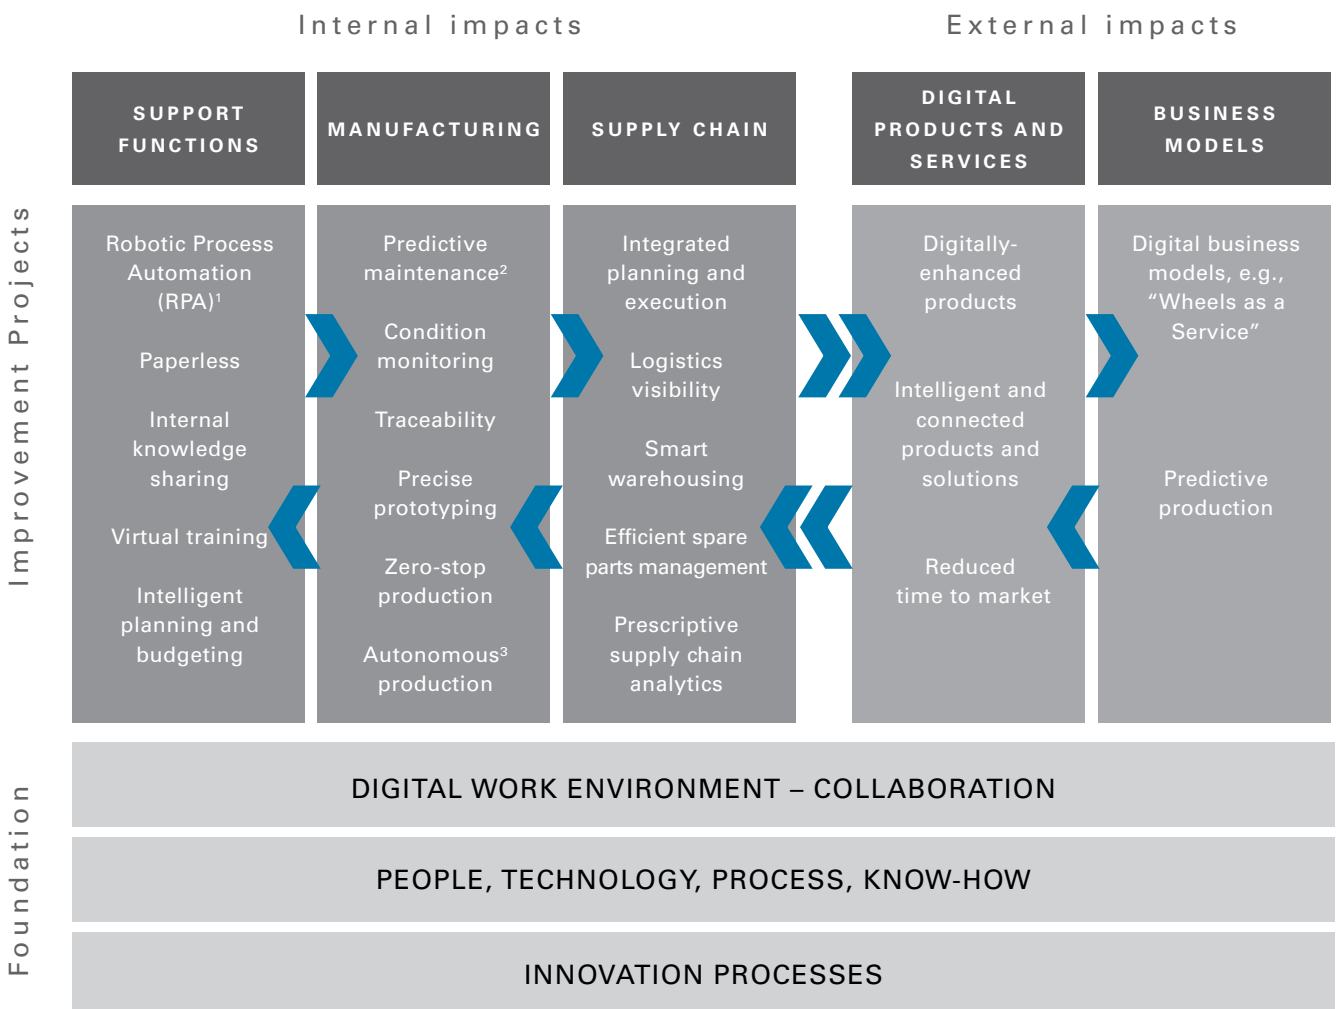 Internal impacts
External impacts
SUPPORT
FUNCTIONS
MANUFACTURING
SUPPLY CHAIN
DIGITAL
PRODUCTS AND
SERVICES
BUSINESS
MODELS
Improvement Projects
Robotic Process
Automation
(RPA)¹
Paperless
Internal
knowledge
sharing
Virtual training
Intelligent
planning and
budgeting
Predictive
maintenance²
Condition
monitoring
Traceability
Precise
prototyping
Zero-stop
production
Autonomous³
production
Integrated
planning and
execution
Logistics
visibility
Smart
warehousing
Efficient spare
parts management
Prescriptive
supply chain
analytics
Digitally-
enhanced
products
Intelligent and
connected
products and
solutions
Reduced
time to market
Digital business
models, e.g.,
“Wheels as a
Service”
Predictive
production
Foundation
DIGITAL WORK ENVIRONMENT – COLLABORATION
PEOPLE, TECHNOLOGY, PROCESS, KNOW-HOW
INNOVATION PROCESSES